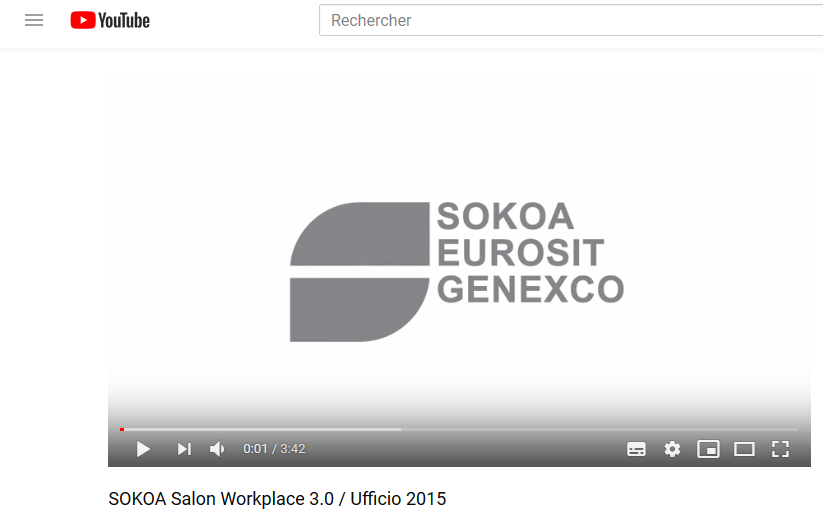 YouTube
Rechercher
SOKOA
EUROSIT
GENEXCO
0:01 / 3:42
SOKOA Salon Workplace 3.0 / Ufficio 2015